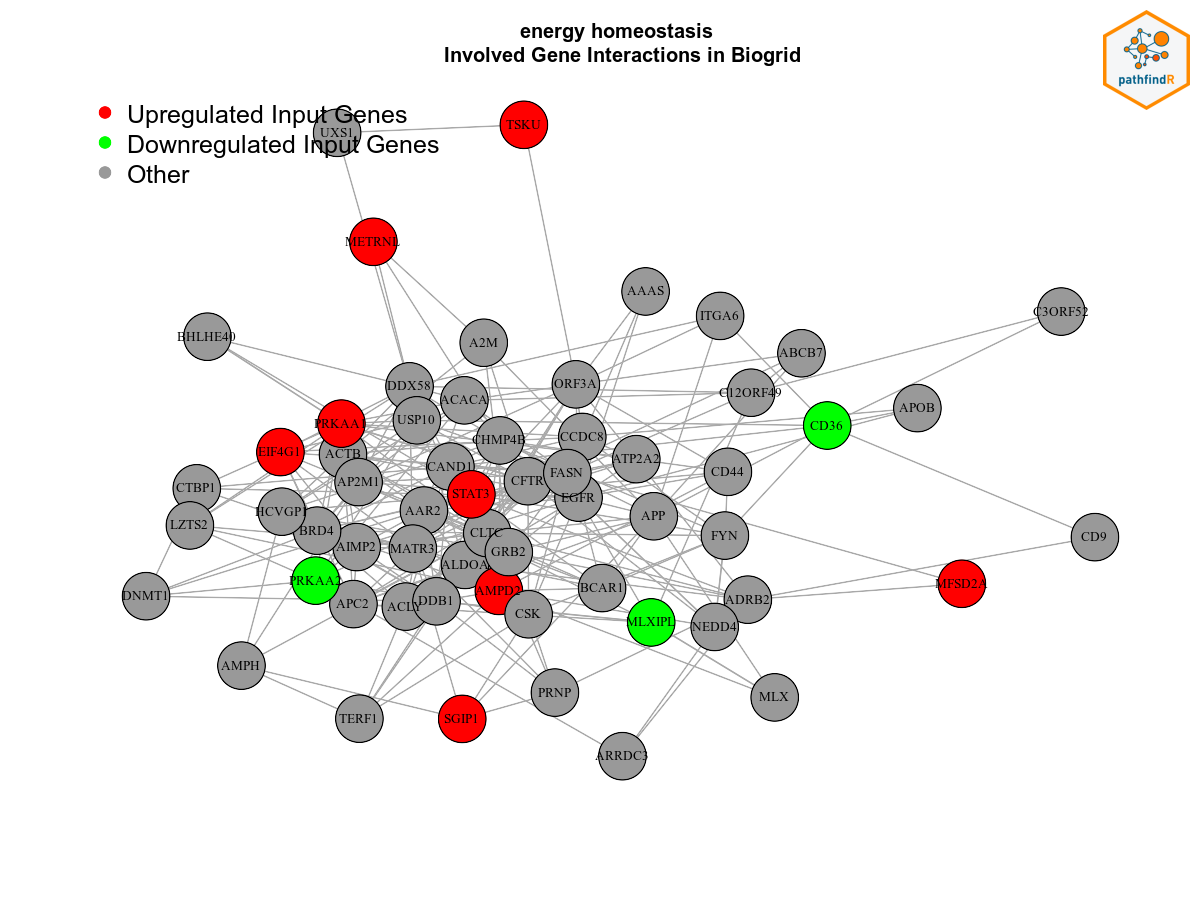 energy homeostasis
Involved Gene Interactions in Biogrid
pathfindR
Upregulated Input Genes
Downregulated Input Genes
Other
UXS1
TSKU
METRNL
AAAS
ITGA6
C3ORF52
BHLHE40
A2M
ABCB7
DDX58
ACACA
ORF3A
C12ORF49
APOB
PRKAA1
USP10
CD36
EIF4G1
ACTB
CHMP4B
CCDC8
CTBP1
AP2M1
CAND1
CFTR
FASN
ATP2A2
CD44
STAT3
EGFR
HCVGP1
LZTS2
BRD4
AAR2
APP
CLTC
FYN
CD9
AIMP2
MATR3
GRB2
ALDOA
PRKAA2
DNMT1
AMPD2
BCAR1
MFSD2A
APC2
ACLY
DDB1
CSK
MLXIPL
ADRB2
NEDD4
AMPH
PRNP
MLX
TERF1
SGIP1
ARRDC3